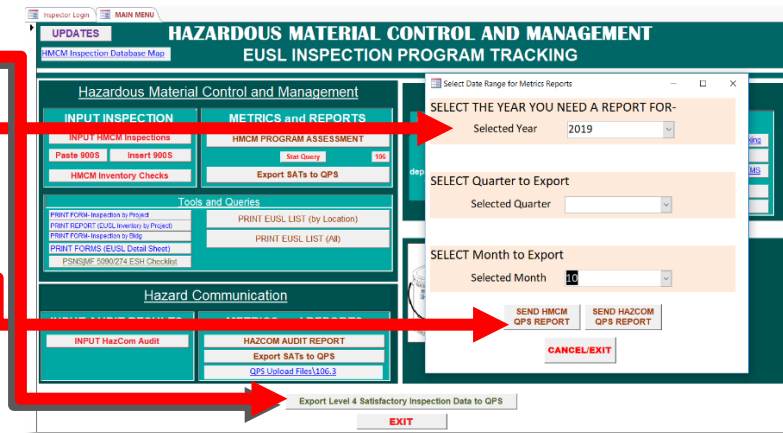 Inspector Login
MAIN MENU
UPDATES
HAZARDOUS MATERIAL CONTROL AND MANAGEMENT
HMCM Inspection Database Map
EUSL INSPECTION PROGRAM TRACKING
Hazardous Material Control and Management
INPUT INSPECTION
METRICS and REPORTS
INPUT HMCM Inspections
HMCM PROGRAM ASSESSMENT
Paste 900S
Insert 900S
Stat Query
106
HMCM Inventory Checks
Export SATs to QPS
Tools and Queries
PRINT FORM- Inspection by Project
PRINT REPORT (EUSL Inventory by Project)
PRINT FORM- Inspection by Bldg
PRINT FORMS (EUSL Detail Sheet)
PSNS|MF 5090/274 ESH Checklist
PRINT EUSL LIST (by Location)
PRINT EUSL LIST (All)
Hazard Communication
INPUT AUDIT RESULTS
INPUT HazCom Audit
HAZCOM AUDIT REPORT
Export SATs to QPS
QPS Upload Files\106.3
Export Level 4 Satisfactory Inspection Data to QPS
EXIT
Select Date Range for Metrics Reports
SELECT THE YEAR YOU NEED A REPORT FOR-
Selected Year
2019
SELECT Quarter to Export
Selected Quarter
SELECT Month to Export
Selected Month
10
SEND HMCM
QPS REPORT
SEND HAZCOM
QPS REPORT
CANCEL/EXIT